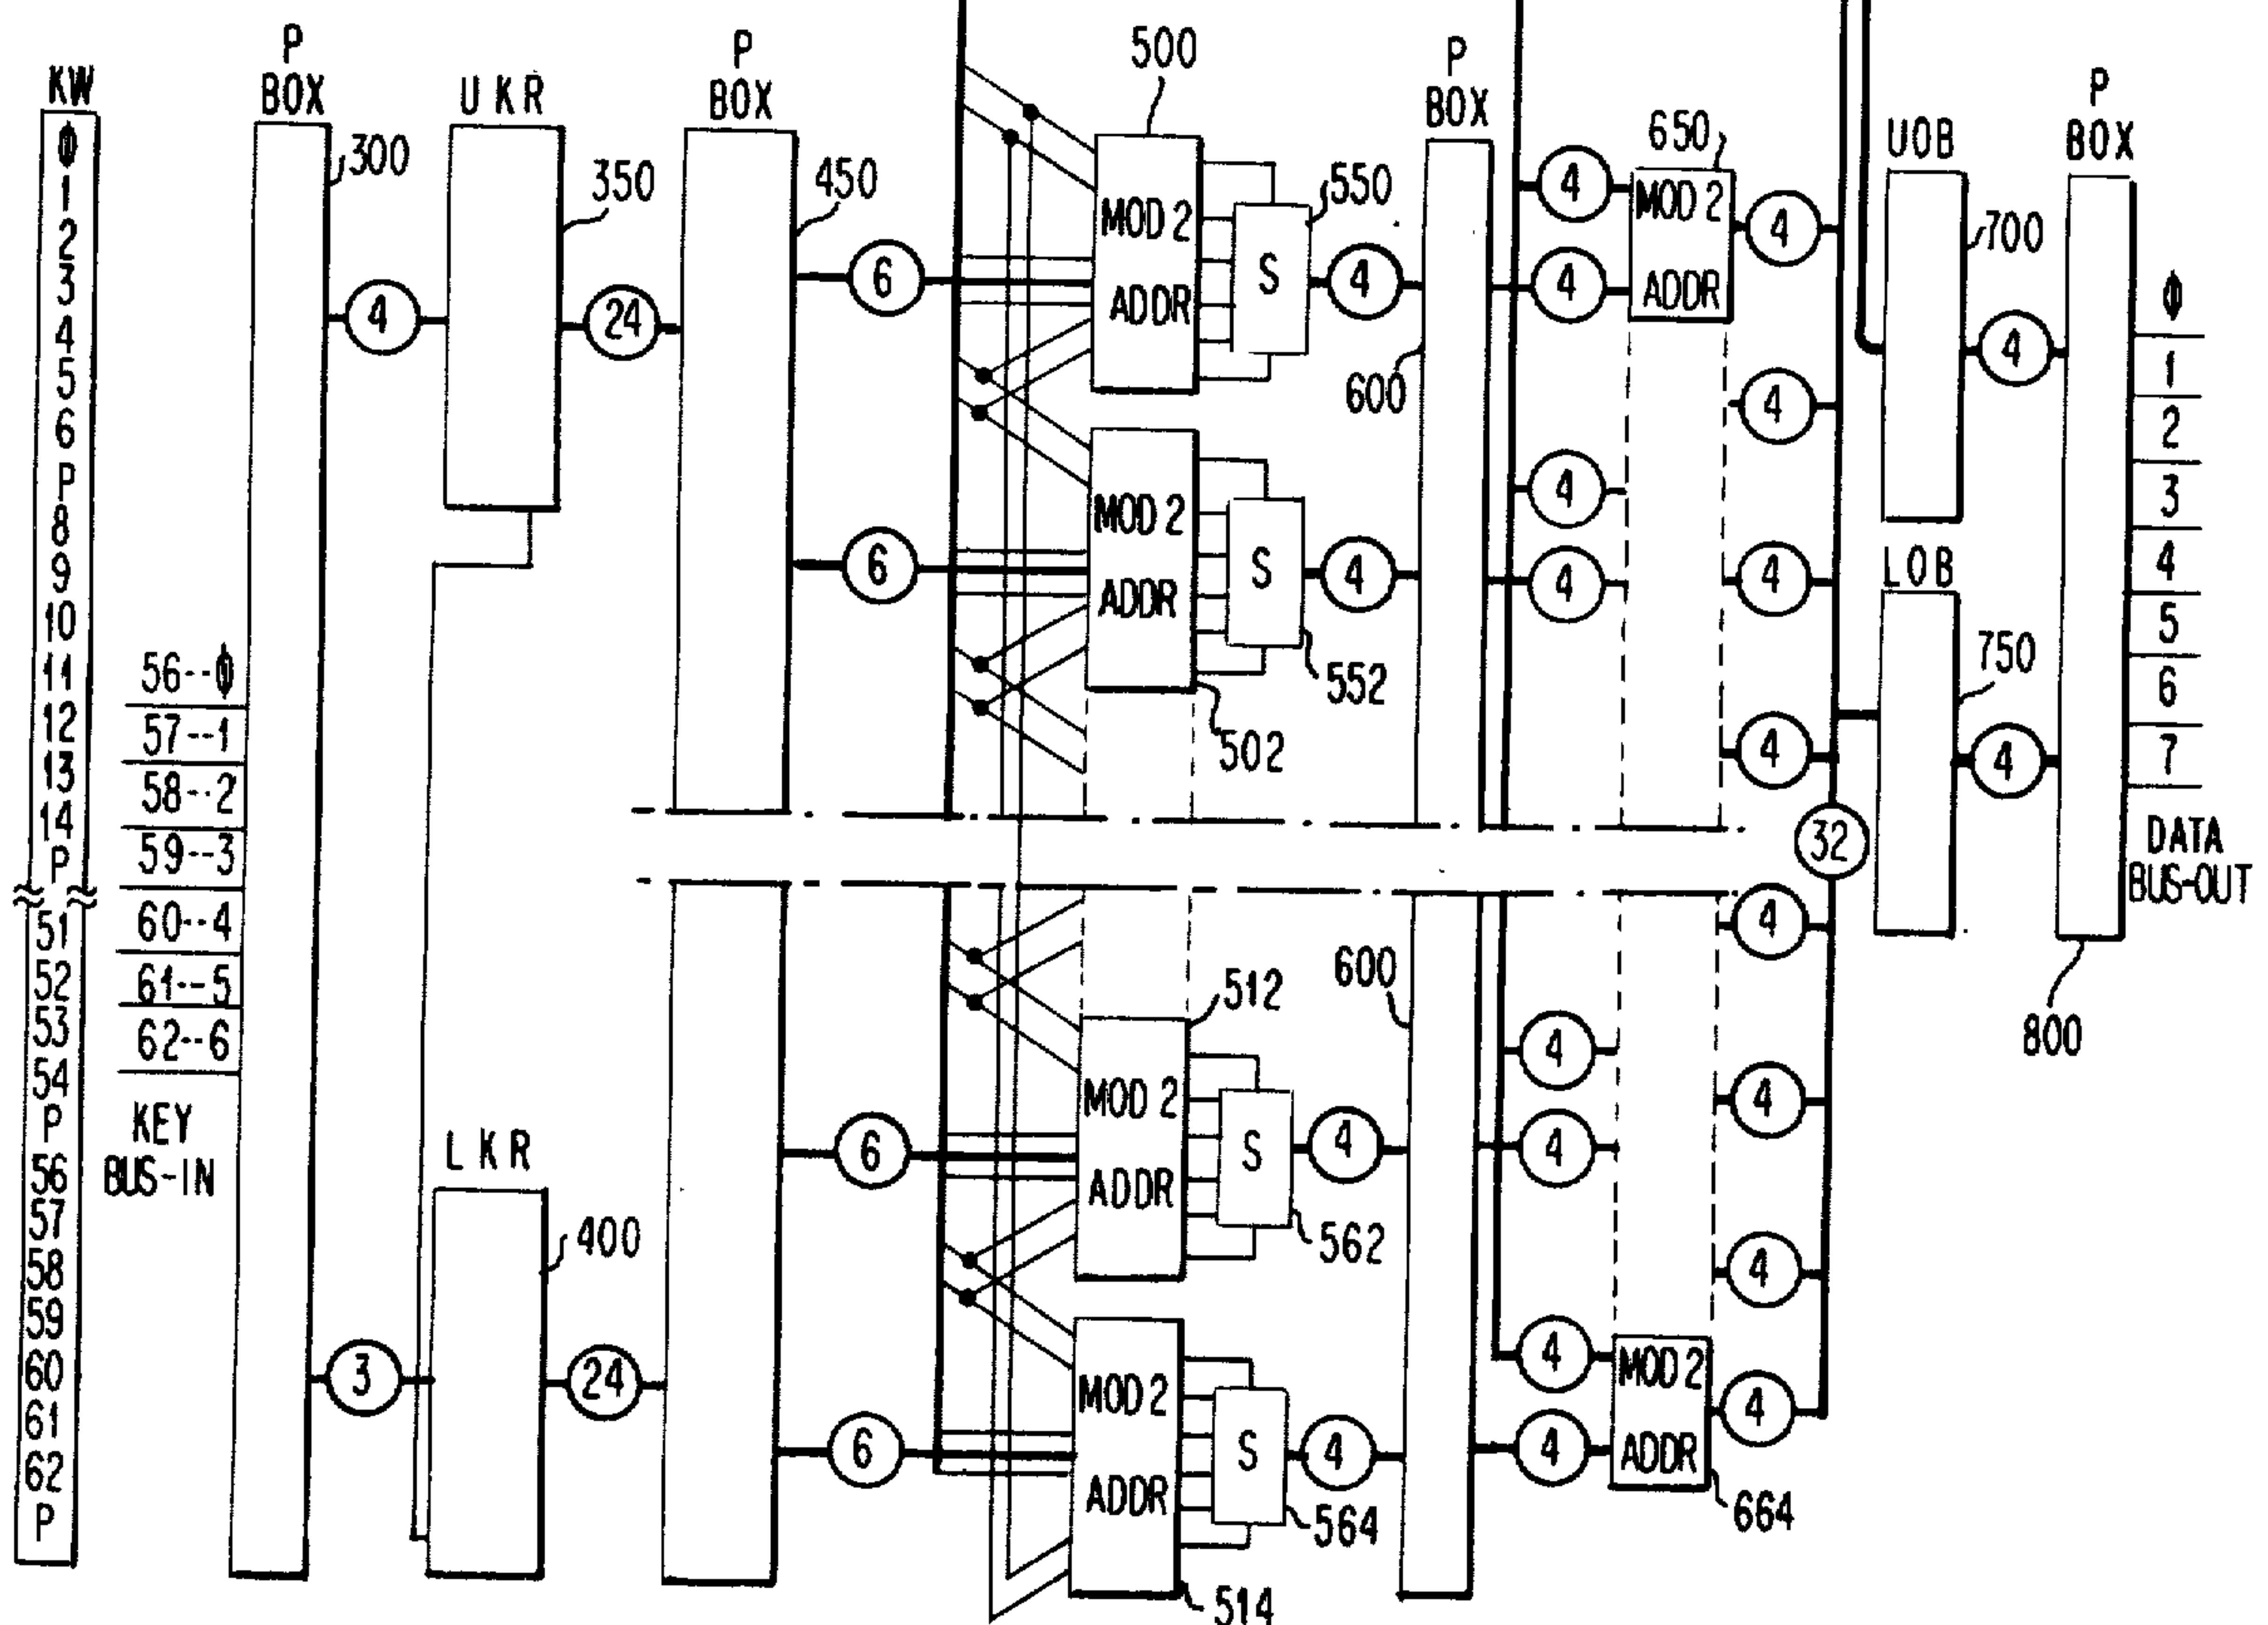 KW
Φ
1
2
3
4
5
6
P
8
9
10
11
12
13
14
P
51
52
53
54
P
56
57
58
59
60
61
62
P
56--Φ
57--1
58--2
59--3
60--4
61--5
62--6
KEY
BUS-IN
P
BOX
300
4
3
UKR
350
24
LKR
400
24
P
BOX
450
6
6
6
6
500
MOD 2
ADDR
S
550
4
MOD 2
ADDR
502
S
552
4
512
MOD 2
ADDR
S
562
4
MOD 2
ADDR
514
S
564
4
P
BOX
600
600
4
4
4
4
4
4
4
4
650
MOD 2
ADDR
MOD 2
ADDR
664
4
4
4
4
4
4
4
4
32
UOB
700
4
LOB
750
4
P
BOX
800
Φ
1
2
3
4
5
6
7
DATA
BUS-OUT